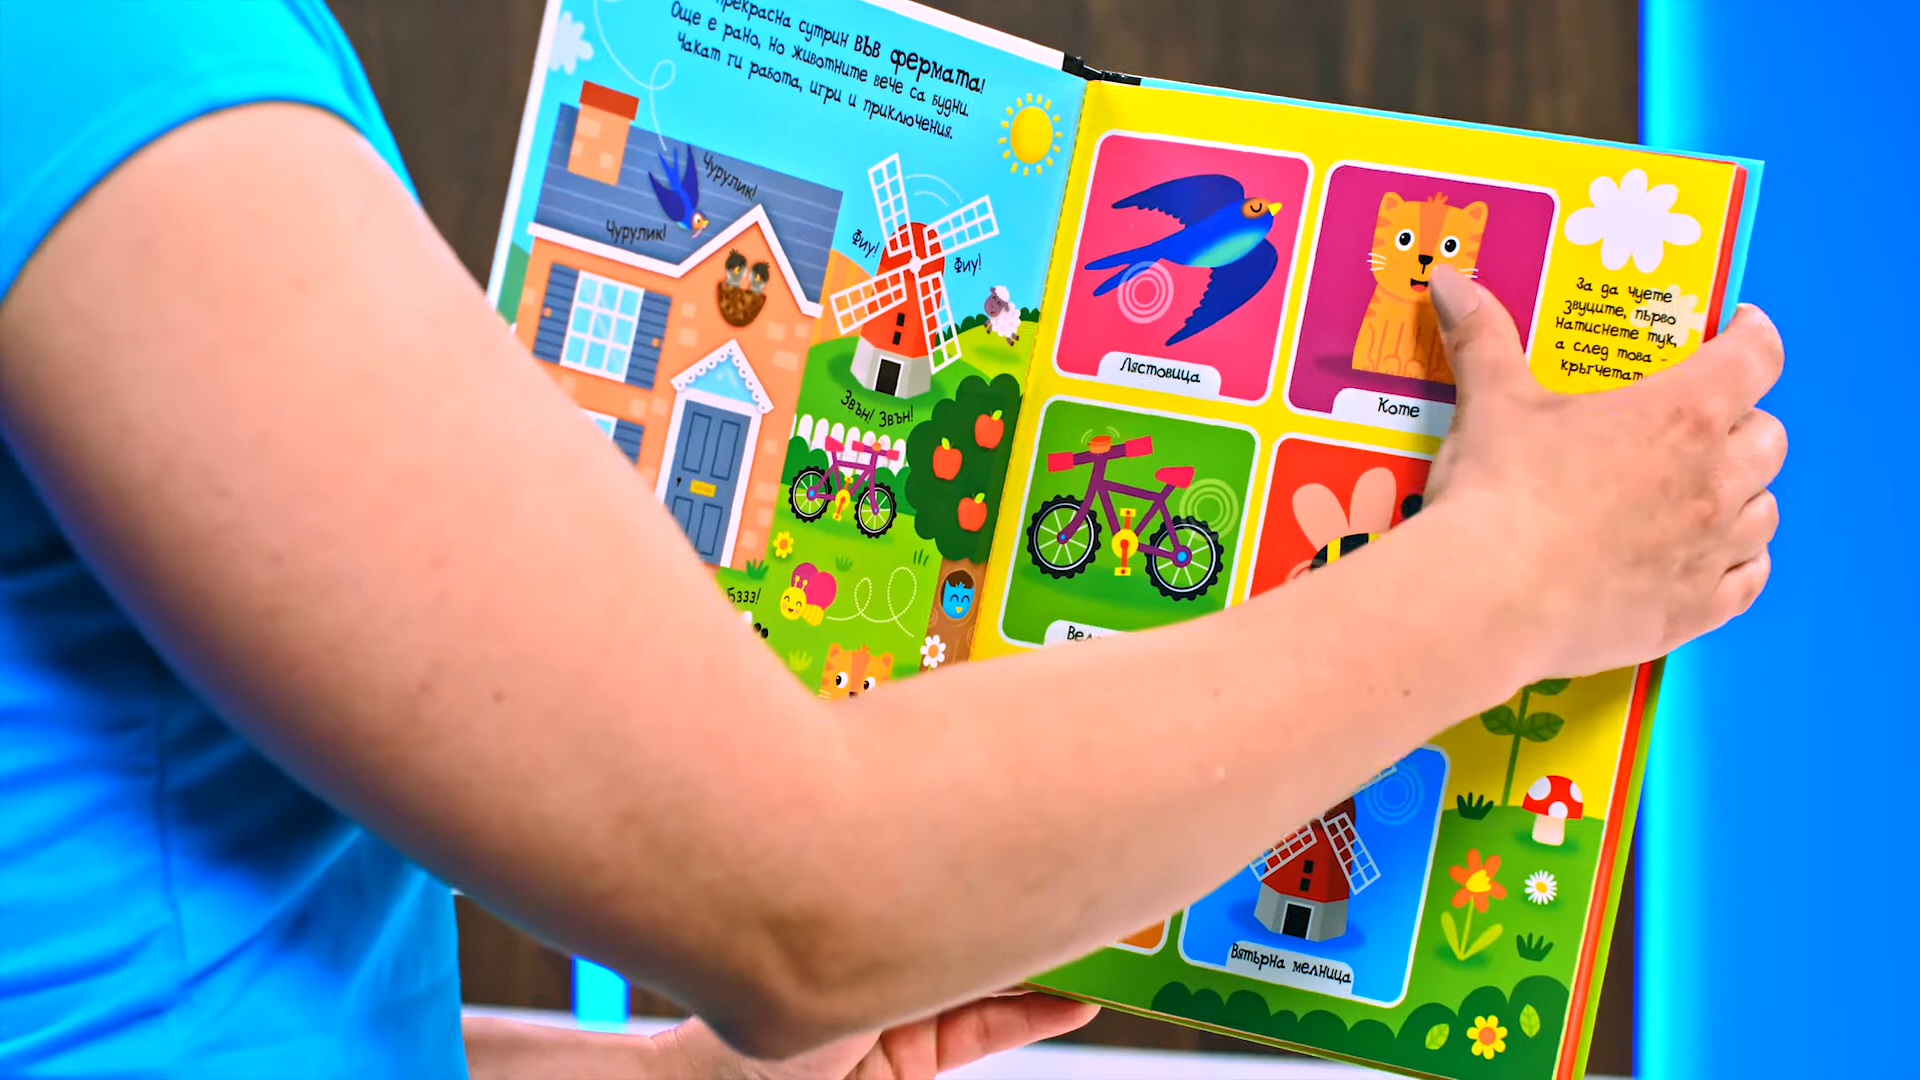 прекрасна сутрин във фермата!
Още е рано, но животните вече са будни.
Чакат ги работа, игри и приключения.
Чурулик!
Чурулик!
Фиу!
Фиу!
Звън! Звън!
Бззз!
Лястовица
Коте
За да чуете
звуците, първо
натиснете тук,
а след това -
кръгчетата
Вятърна мелница